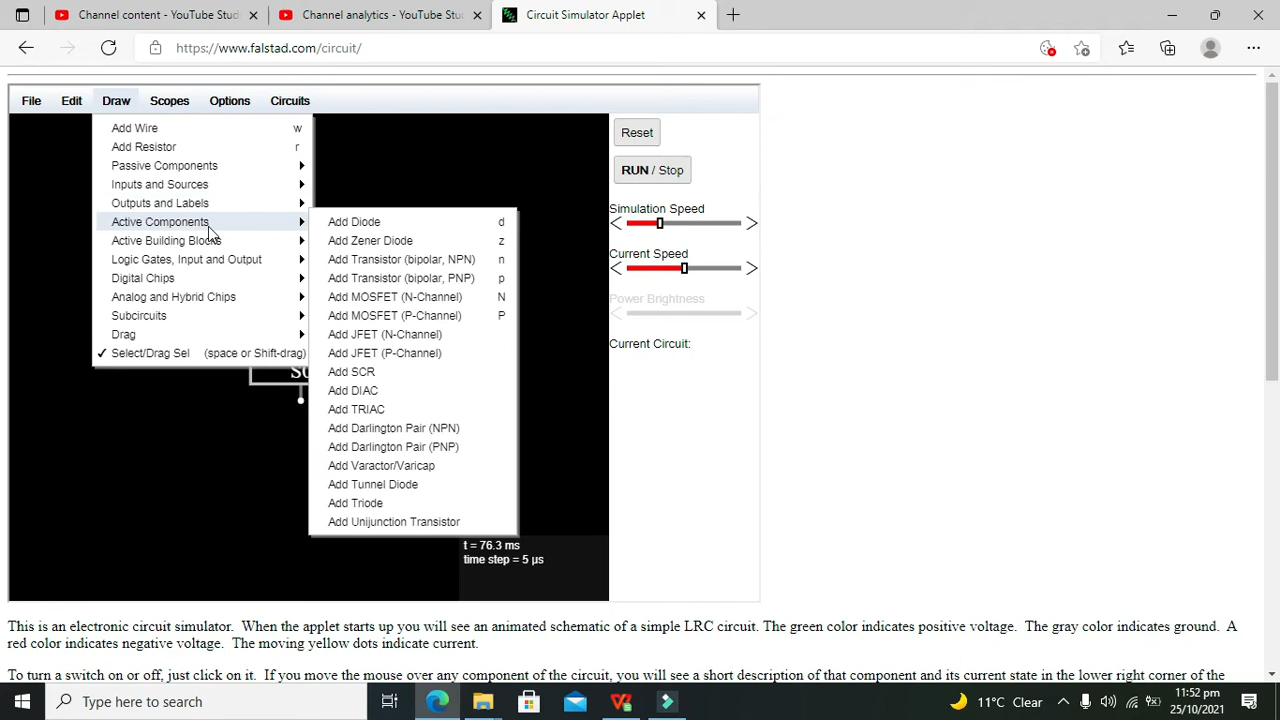 Channel content - YouTube Stud
Channel analytics - YouTube Stu
Circuit Simulator Applet
https://www.falstad.com/circuit/
File Edit Draw Scopes Options Circuits
Add Wire w
Add Resistor r
Passive Components
Inputs and Sources
Outputs and Labels
Active Components
Active Building Blocks
Logic Gates, Input and Output
Digital Chips
Analog and Hybrid Chips
Subcircuits
Drag
✓ Select/Drag Sel (space or Shift-drag)
Add Diode d
Add Zener Diode z
Add Transistor (bipolar, NPN) n
Add Transistor (bipolar, PNP) p
Add MOSFET (N-Channel) N
Add MOSFET (P-Channel) P
Add JFET (N-Channel)
Add JFET (P-Channel)
Add SCR
Add DIAC
Add TRIAC
Add Darlington Pair (NPN)
Add Darlington Pair (PNP)
Add Varactor/Varicap
Add Tunnel Diode
Add Triode
Add Unijunction Transistor
t = 76.3 ms
time step = 5 µs
Reset
RUN / Stop
Simulation Speed
Current Speed
Power Brightness
Current Circuit:
This is an electronic circuit simulator. When the applet starts up you will see an animated schematic of a simple LRC circuit. The green color indicates positive voltage. The gray color indicates ground. A
red color indicates negative voltage. The moving yellow dots indicate current.
To turn a switch on or off, just click on it. If you move the mouse over any component of the circuit, you will see a short description of that component and its current state in the lower right corner of the
Type here to search
11°C Clear
11:52 pm
25/10/2021